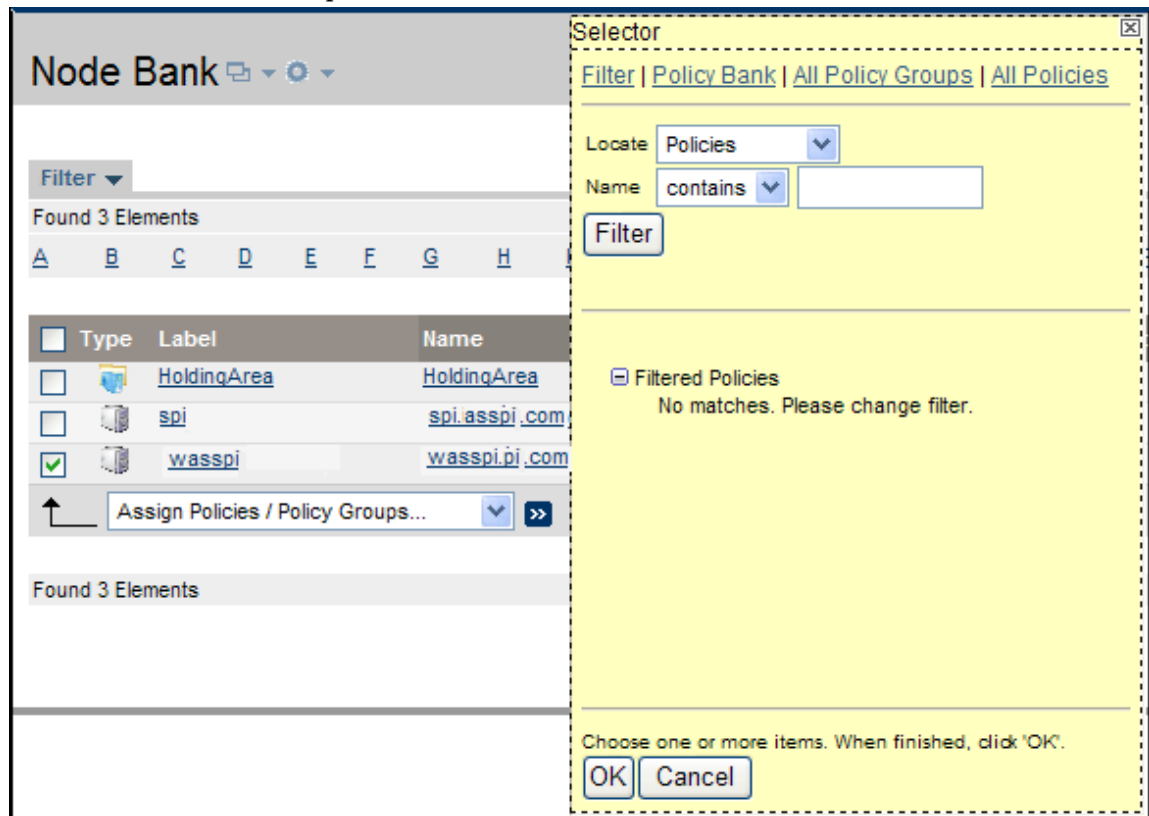 Node Bank
Filter
Found 3 Elements
A B C D E F G H
Type Label Name
HoldingArea HoldingArea
spi spi.asspi.com
wasspi wasspi.pi.com
Assign Policies / Policy Groups...
Found 3 Elements
Selector
Filter | Policy Bank | All Policy Groups | All Policies
Locate Policies
Name contains
Filter
Filtered Policies
No matches. Please change filter.
Choose one or more items. When finished, click 'OK'.
OK Cancel